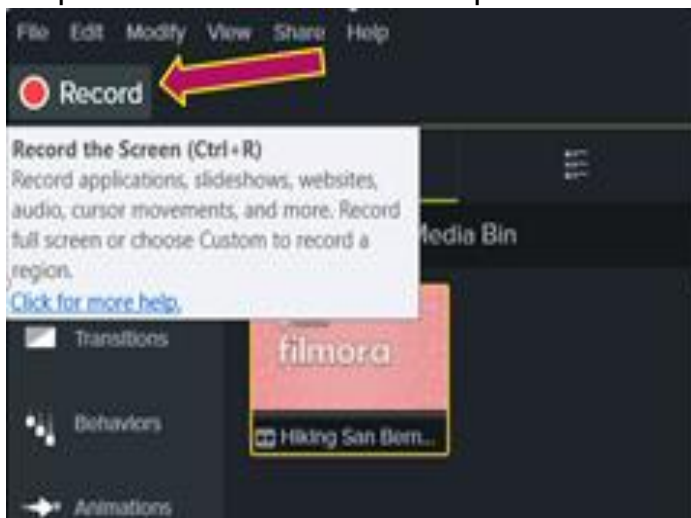 File Edit Modify View Share Help
Record
Record the Screen (Ctrl+R)
Record applications, slideshows, websites,
audio, cursor movements, and more. Record
full screen or choose Custom to record a
region.
Click for more help.
Media Bin
Transitions
filmora
Behaviors
Hiking San Bern...
Animations